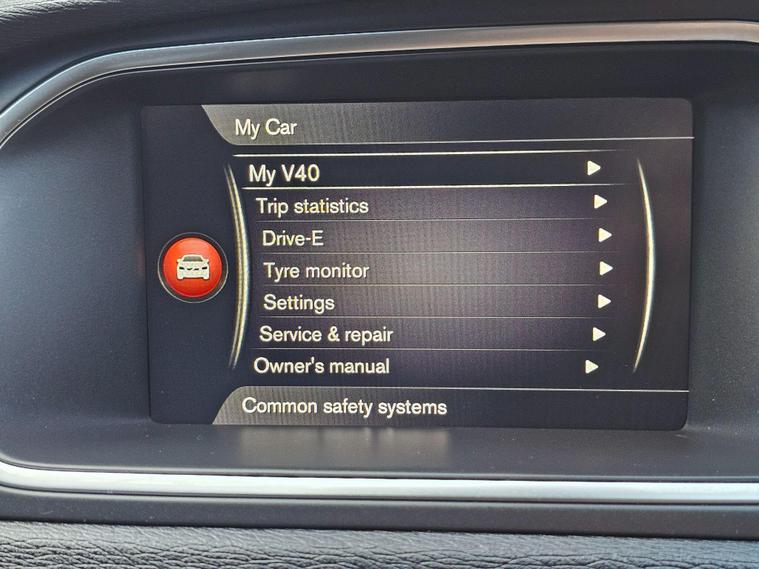 My Car
My V40
Trip statistics
Drive-E
Tyre monitor
Settings
Service & repair
Owner's manual
Common safety systems